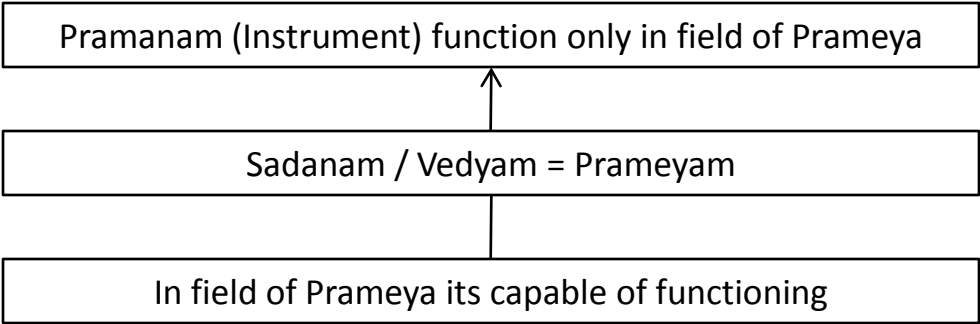 Pramanam (Instrument) function only in field of Prameya
Sadanam / Vedyam = Prameyam
In field of Prameya its capable of functioning